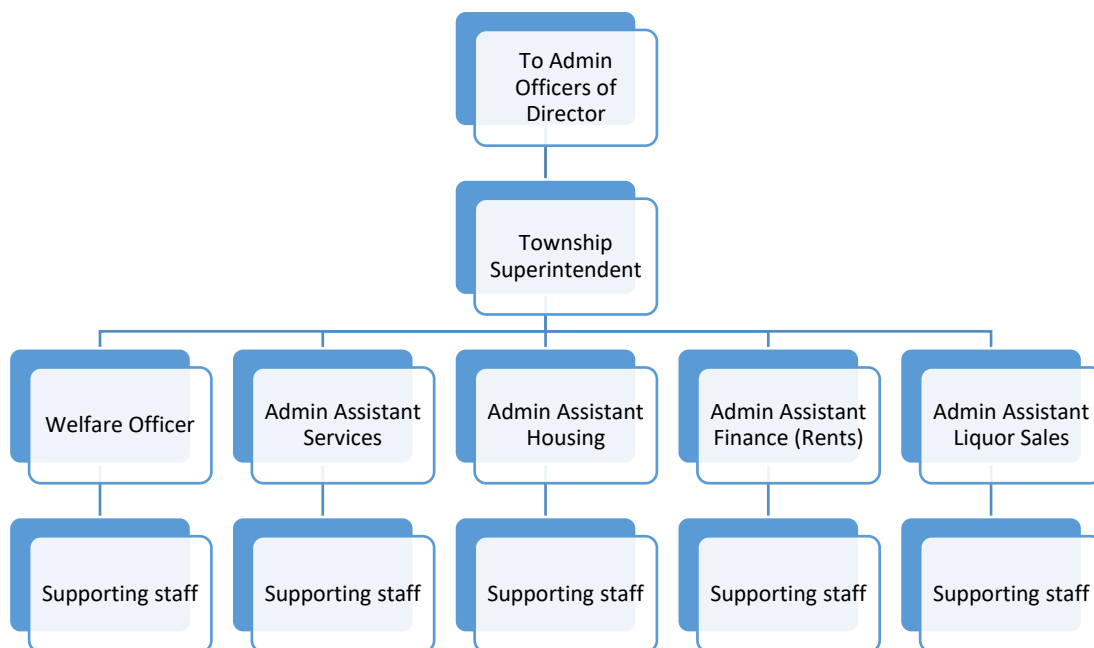 To Admin
Officers of
Director
Township
Superintendent
Welfare Officer
Admin Assistant
Services
Admin Assistant
Housing
Admin Assistant
Finance (Rents)
Admin Assistant
Liquor Sales
Supporting staff
Supporting staff
Supporting staff
Supporting staff
Supporting staff